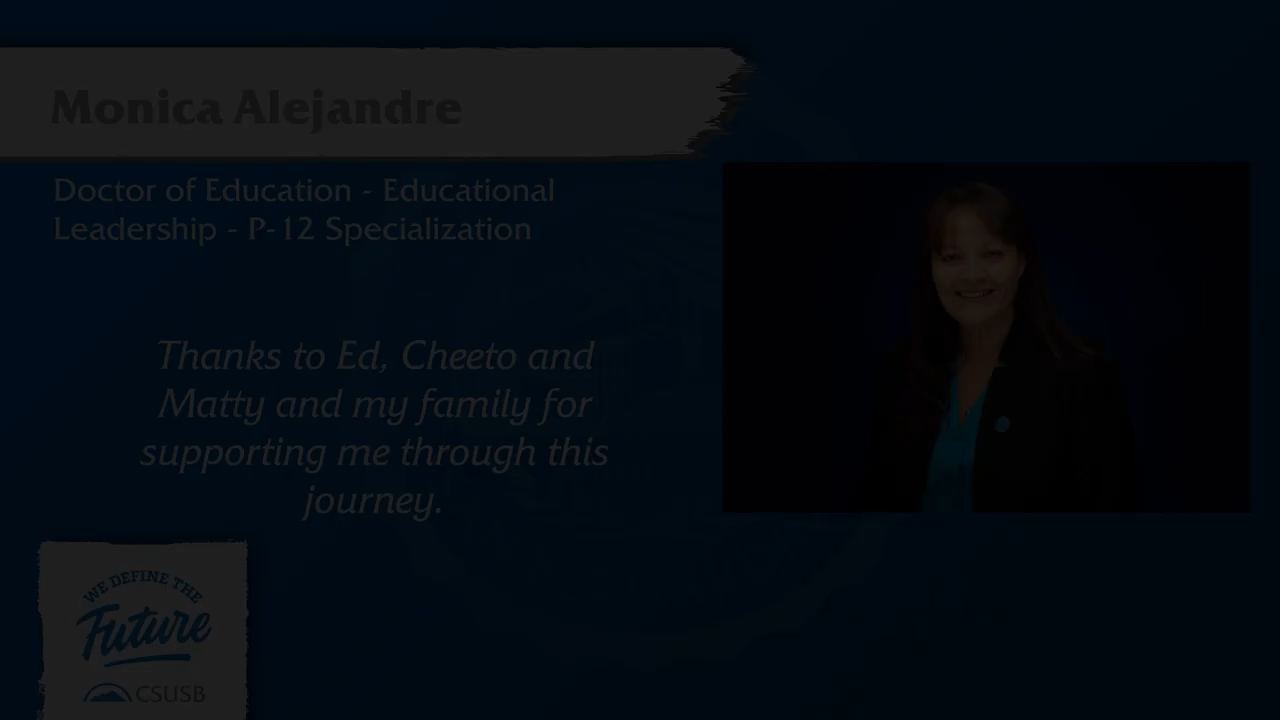 Monica Alejandre
Doctor of Education - Educational
Leadership - P-12 Specialization
Thanks to Ed, Cheeto and
Matty and my family for
supporting me through this
journey.
WE DEFINE THE
Future
CSUSB